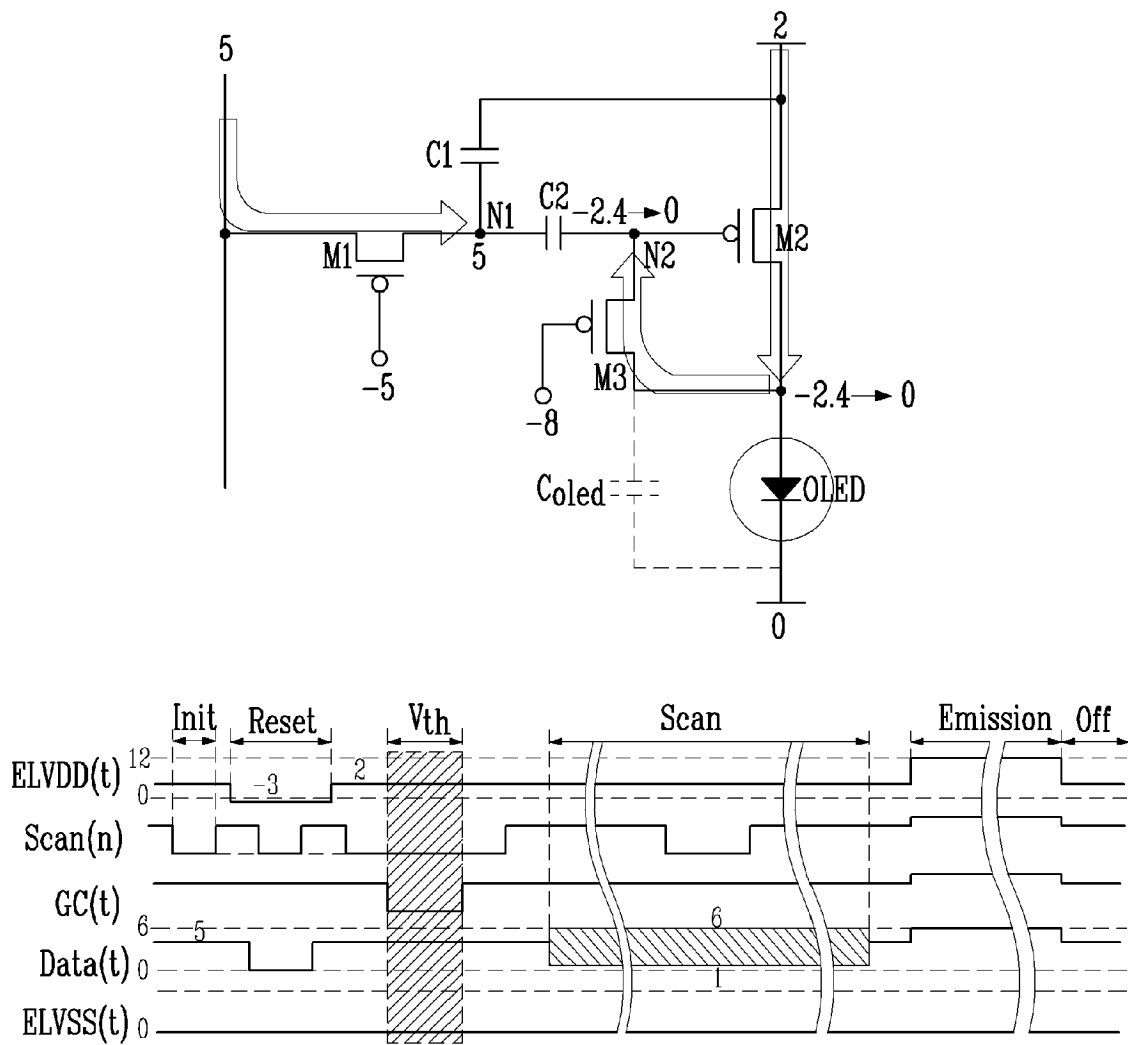 5
2
C1
N1
C2
-2.4→0
5
N2
M1
M2
-5
-8
M3
-2.4→0
Coled
OLED
0
Init
Reset
Vth
Scan
Emission
Off
ELVDD(t)
12
0
-3
2
Scan(n)
GC(t)
Data(t)
6
5
0
6
1
ELVSS(t)
0